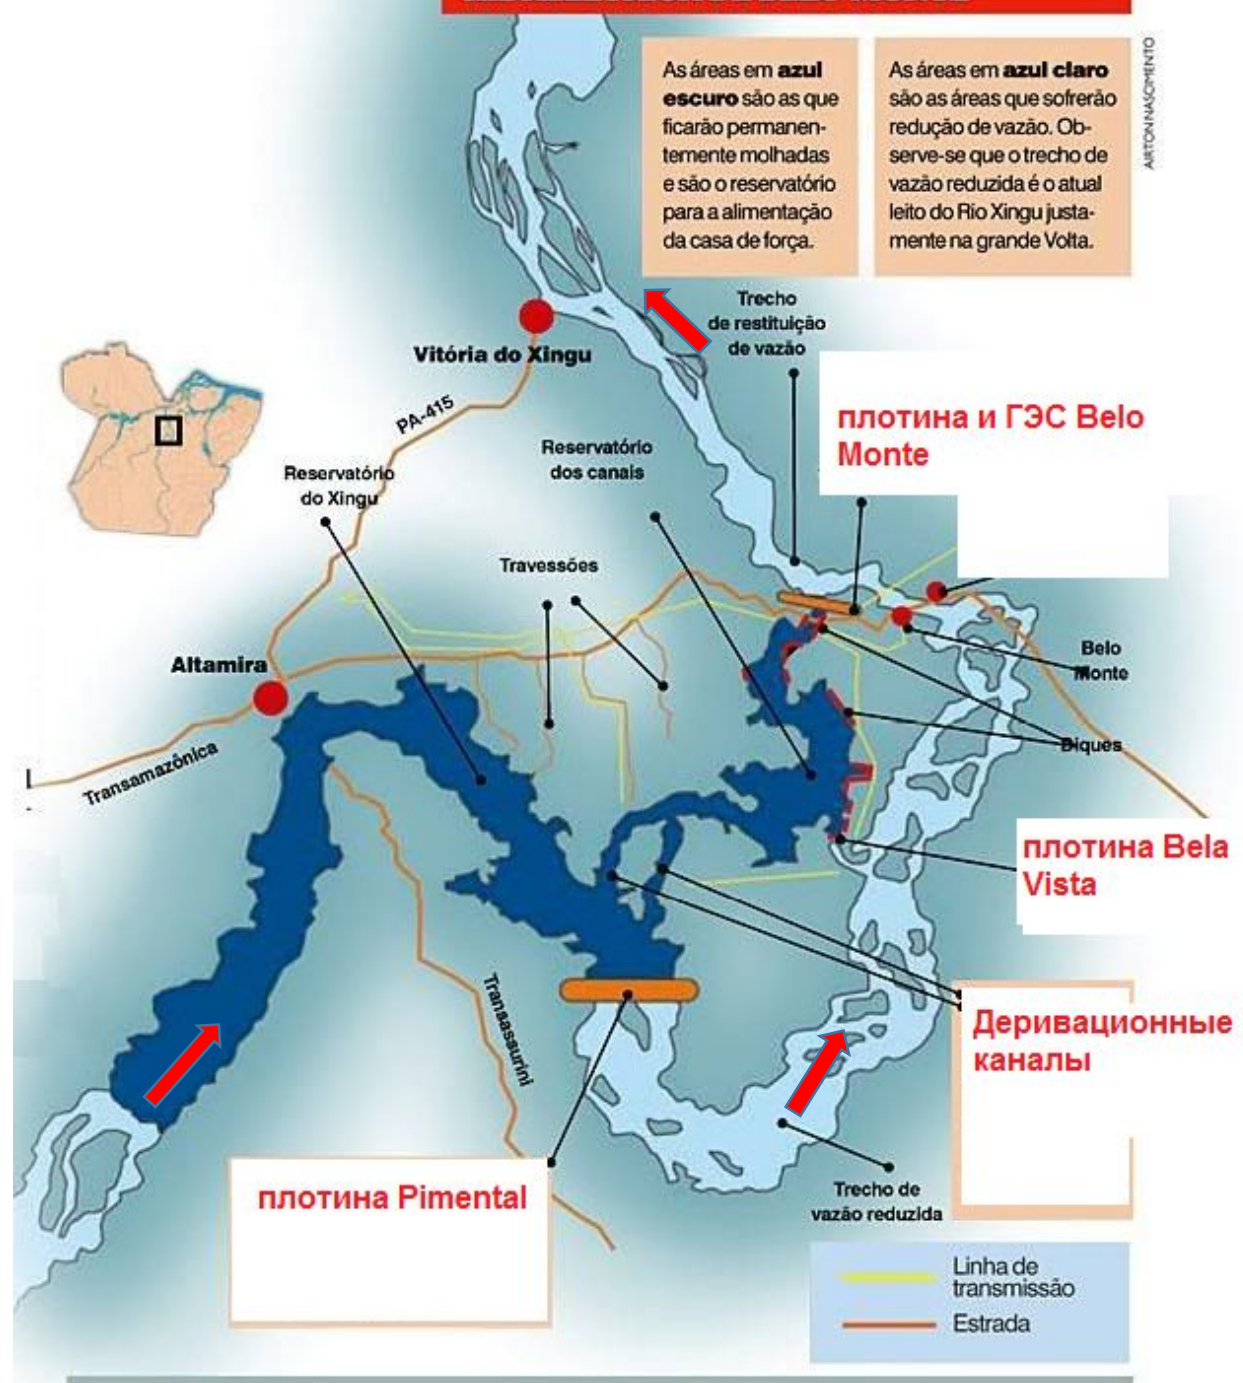 As áreas em azul
escuro são as que
ficarão permanen-
temente molhadas
e são o reservatório
para a alimentação
da casa de força.
As áreas em azul claro
são as áreas que sofrerão
redução de vazão. Ob-
serve-se que o trecho de
vazão reduzida é o atual
leito do Rio Xingu justa-
mente na grande Volta.
AIRTON NASCIMENTO
Trecho
de restituição
de vazão
Vitória do Xingu
PA-415
плотина и ГЭС Belo
Monte
Reservatório
dos canais
Reservatório
do Xingu
Travessões
Altamira
Belo
Monte
Diques
Transamazônica
плотина Bela
Vista
Transassurini
Деривационные
каналы
плотина Pimental
Trecho de
vazão reduzida
Linha de
transmissão
Estrada